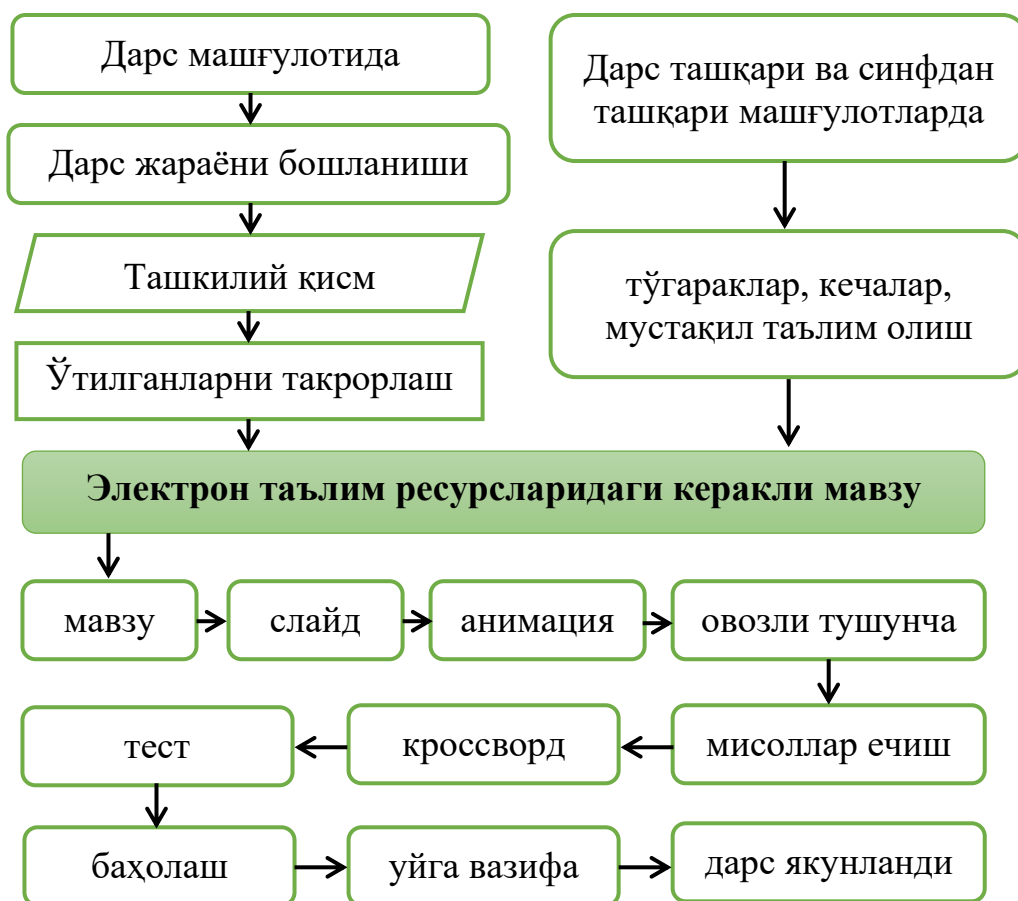 Дарс машғулотида
Дарс жараёни бошланиши
Ташкилий қисм
Ўтилганларни такрорлаш
Дарс ташқари ва синфдан
ташқари машғулотларда
тўгараклар, кечалар,
мустақил таълим олиш
Электрон таълим ресурсларидаги керакли мавзу
мавзу
слайд
анимация
овозли тушунча
мисоллар ечиш
кроссворд
тест
баҳолаш
уйга вазифа
дарс якунланди